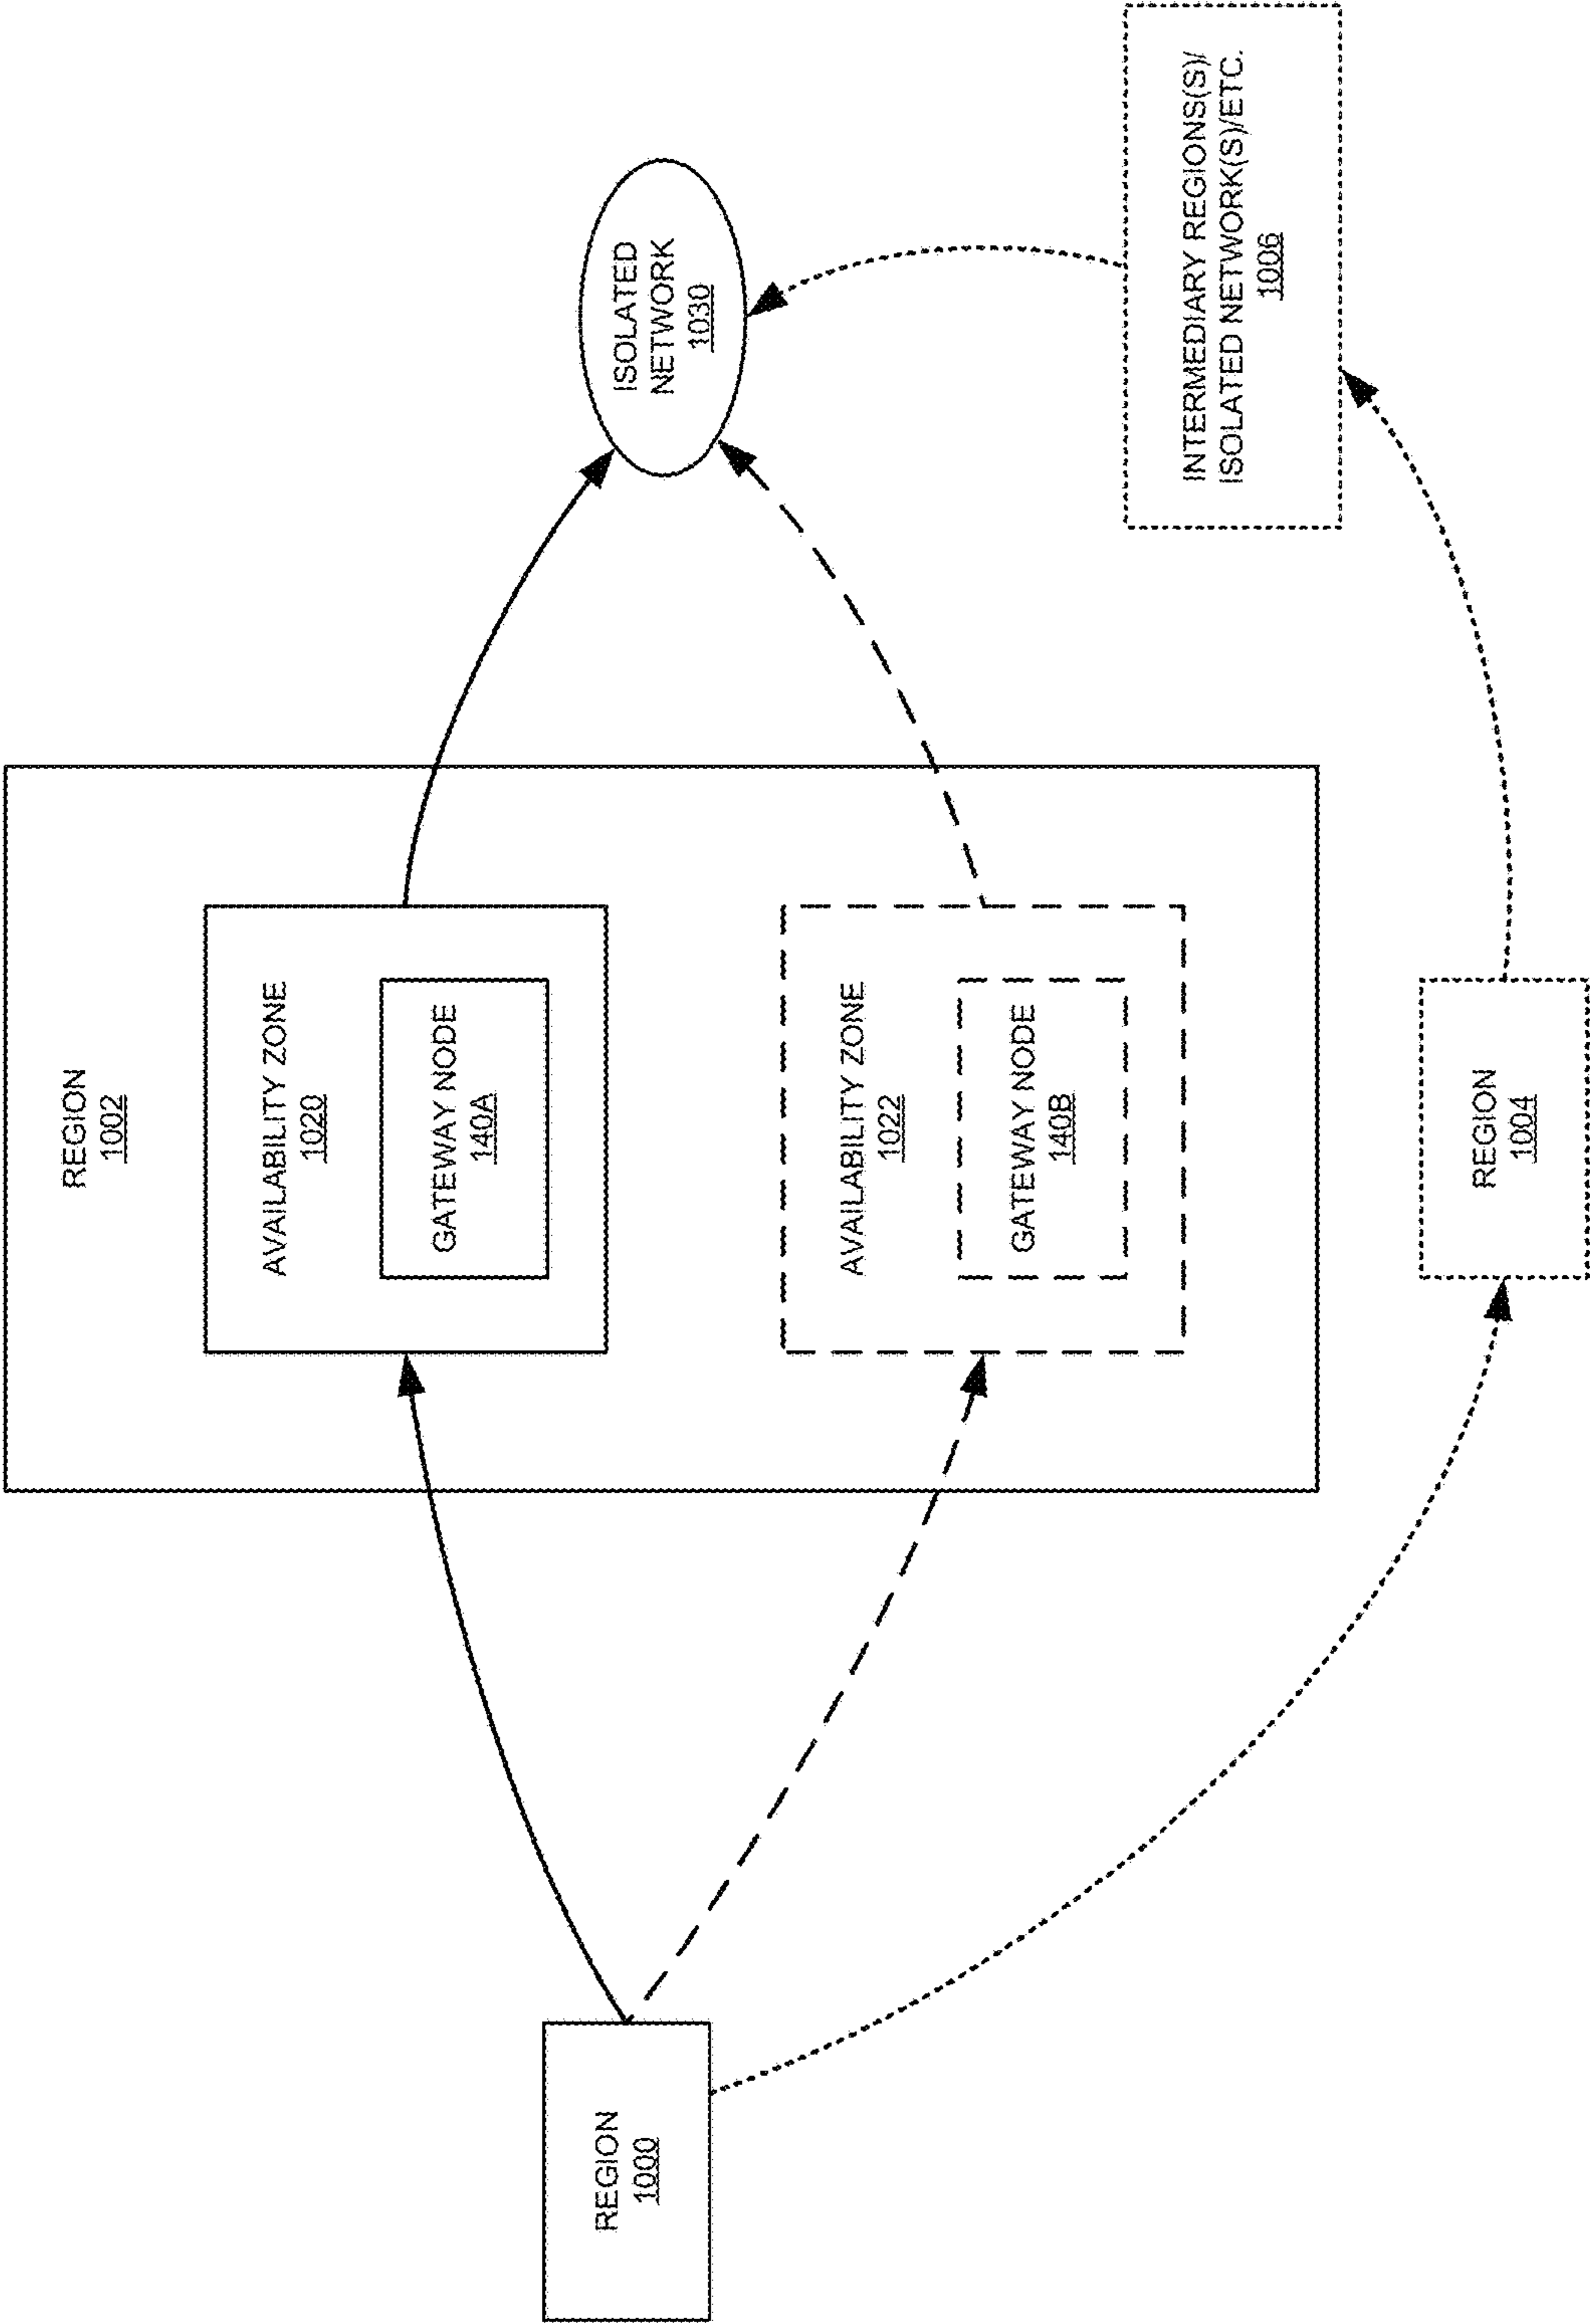 REGION
1002
AVAILABILITY ZONE
1020
GATEWAY NODE
140A
REGION
1000
ISOLATED
NETWORK
1030
AVAILABILITY ZONE
1022
GATEWAY NODE
140B
INTERMEDIARY REGIONS(S)/
ISOLATED NETWORK(S)/ETC.
1006
REGION
1004